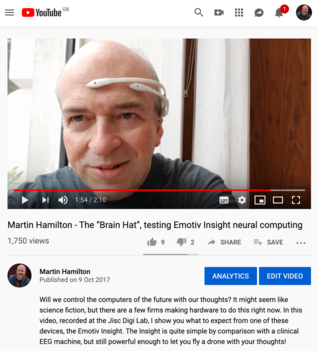 YouTube GB
1
1:54 / 2:10
Martin Hamilton - The “Brain Hat”, testing Emotiv Insight neural computing
1,750 views
9 2 SHARE SAVE
Martin Hamilton
Published on 9 Oct 2017
ANALYTICS EDIT VIDEO
Will we control the computers of the future with our thoughts? It might seem like
science fiction, but there are a few firms making hardware to do this right now. In this
video, recorded at the Jisc Digi Lab, I show you what to expect from one of these
devices, the Emotiv Insight. The Insight is quite simple by comparison with a clinical
EEG machine, but still powerful enough to let you fly a drone with your thoughts!